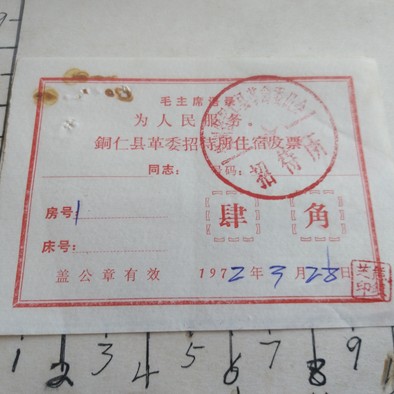 毛主席语录
为人民服务。
銅仁县革委招待所住宿发票
同志: 号码:
招待所
房号: 1
肆 角
床号:
盖公章有效 1972年3月28日
1 2 3 4 5 6 7 8 9